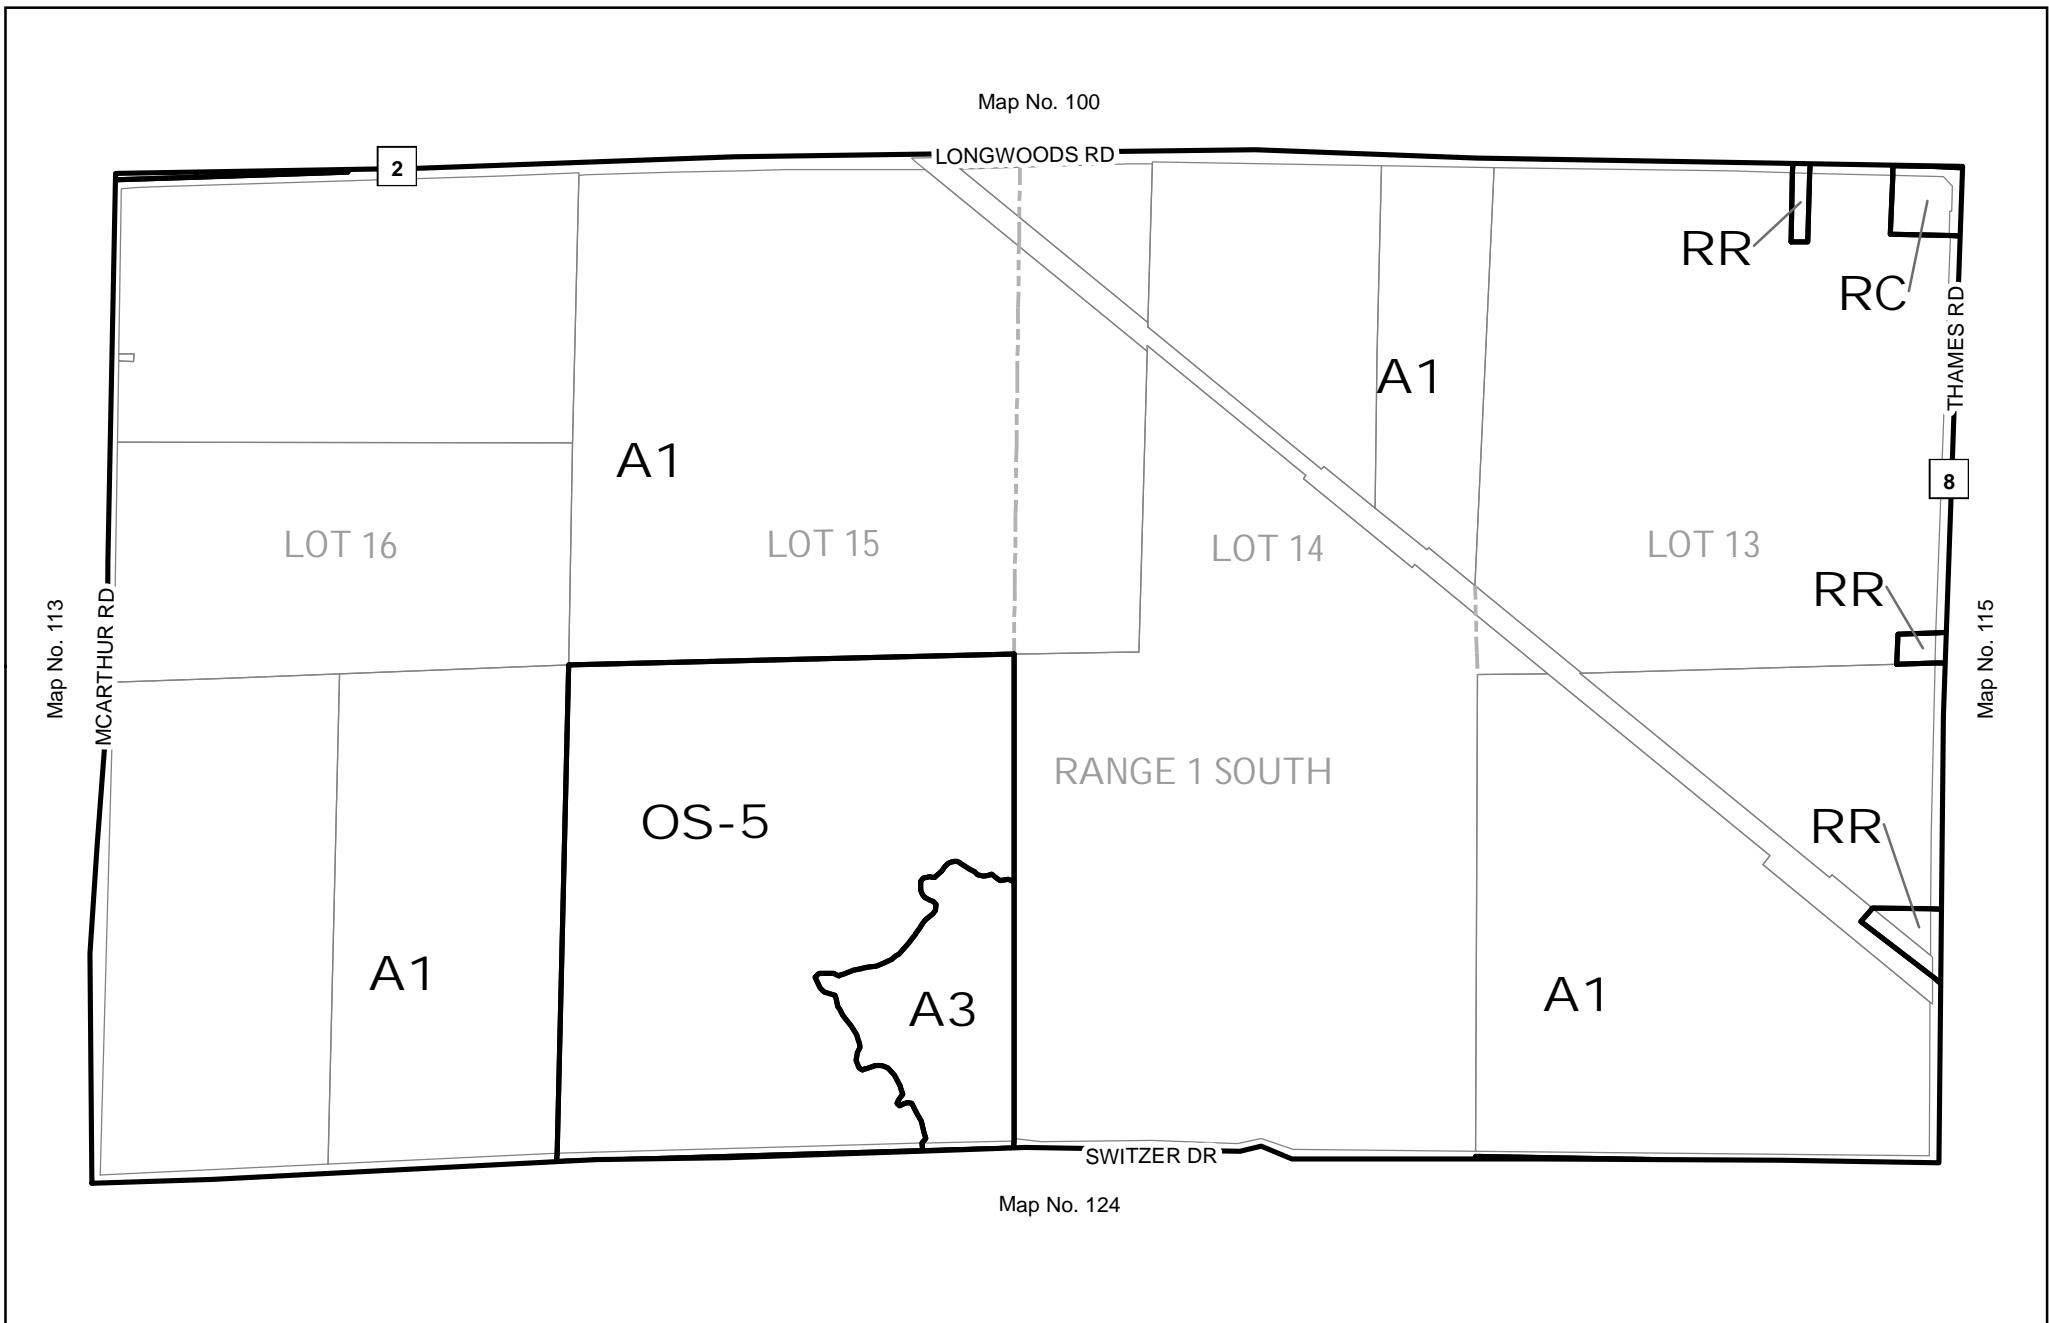 Map No. 100
LONGWOODS RD
2
RR
RC
THAMES RD
A1
A1
8
LOT 16
LOT 15
LOT 14
LOT 13
RR
Map No. 113
MCARTHUR RD
Map No. 115
RANGE 1 SOUTH
OS-5
RR
A1
A3
A1
SWITZER DR
Map No. 124